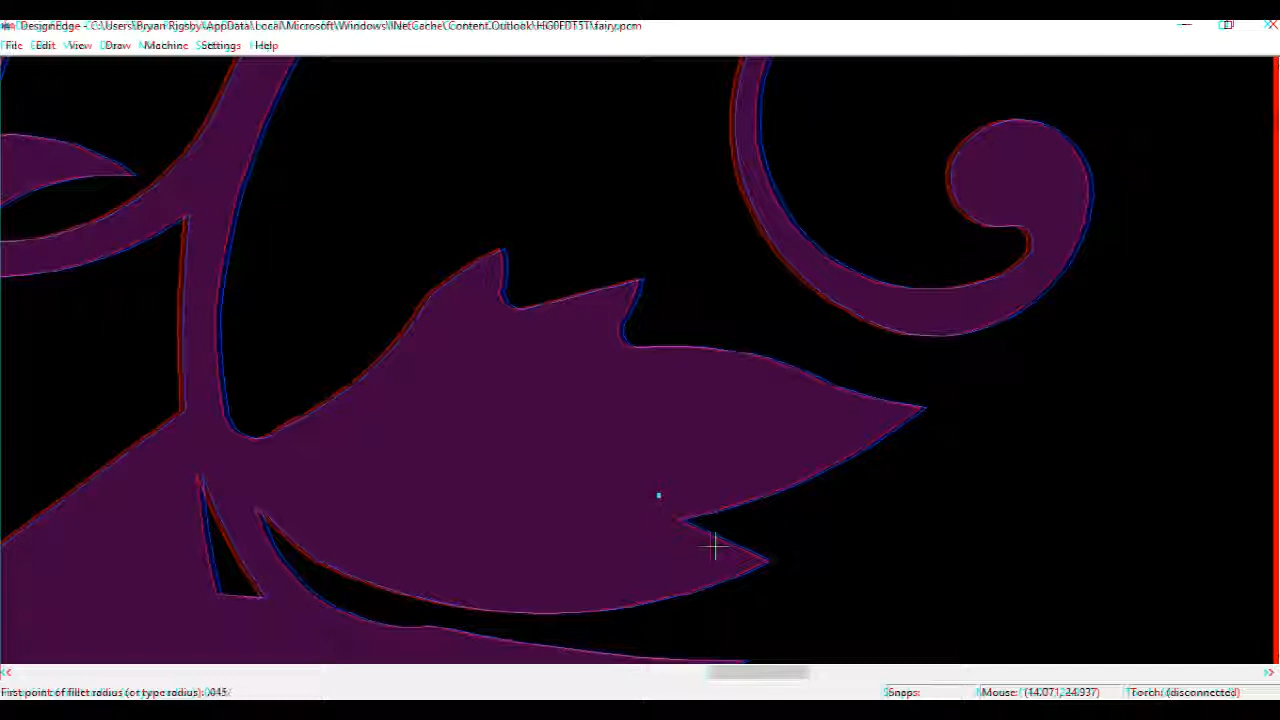 DesignEdge - C:\Users\Bryan Rigsby\AppData\Local\Microsoft\Windows\INetCache\Content.Outlook\HG0FDT5T\fairy.pcm
File Edit View Draw Machine Settings Help
First point of fillet radius (or type radius): .045
Snaps: Mouse: (14.071,24.937) Torch: (disconnected)